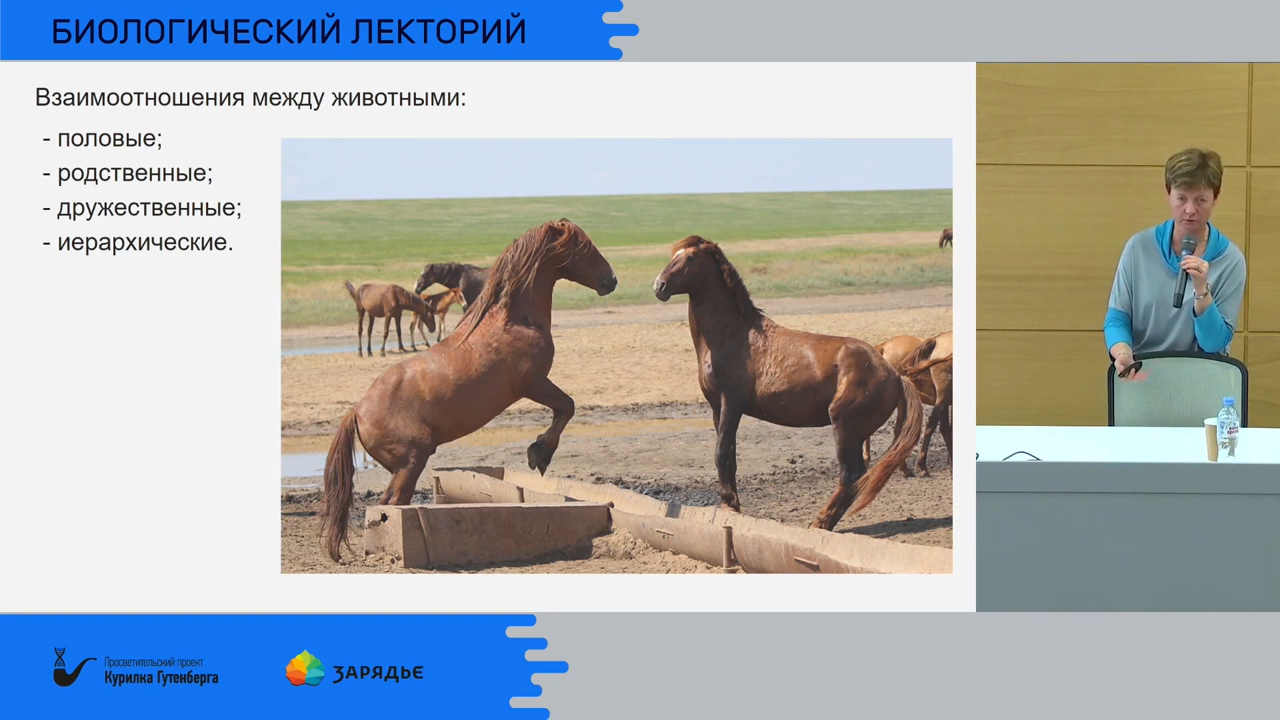 БИОЛОГИЧЕСКИЙ ЛЕКТОРИЙ
Взаимоотношения между животными:
- половые;
- родственные;
- дружественные;
- иерархические.
Просветительский проект
Курилка Гутенберга
ЗАРЯДЬЕ